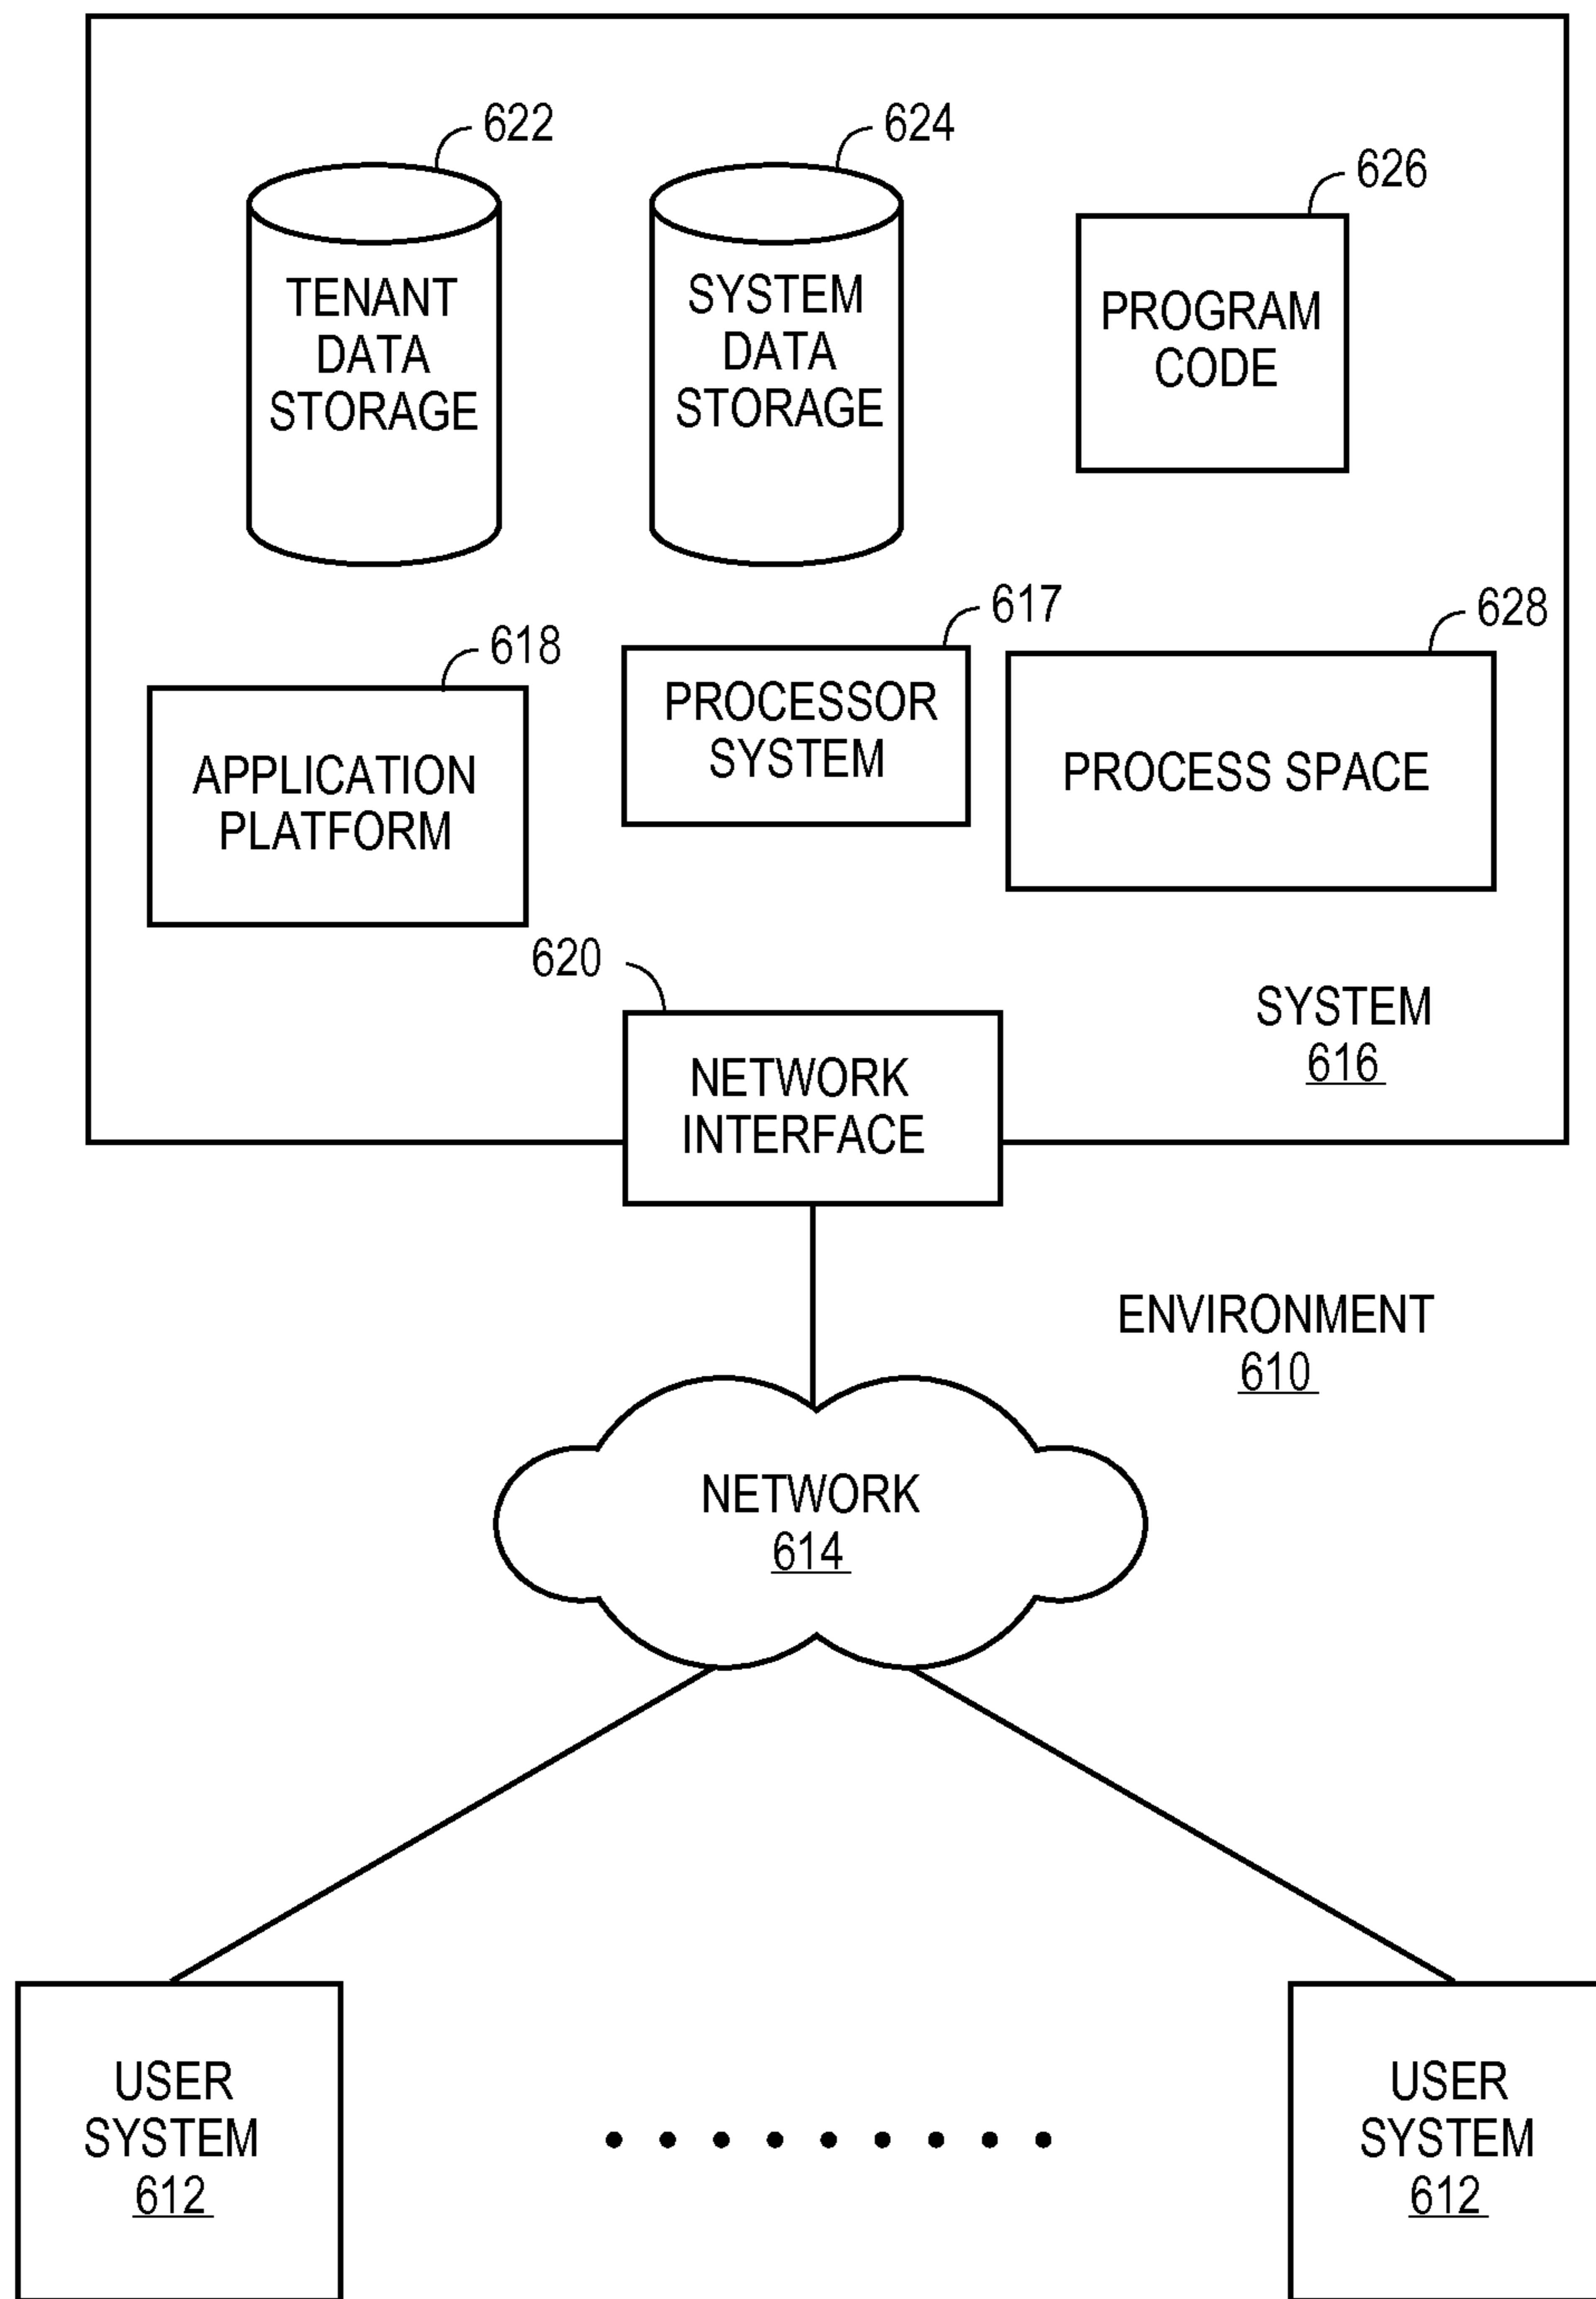 622
624
626
TENANT
DATA
STORAGE
SYSTEM
DATA
STORAGE
PROGRAM
CODE
618
617
628
APPLICATION
PLATFORM
PROCESSOR
SYSTEM
PROCESS SPACE
620
NETWORK
INTERFACE
SYSTEM
616
ENVIRONMENT
610
NETWORK
614
USER
SYSTEM
612
USER
SYSTEM
612